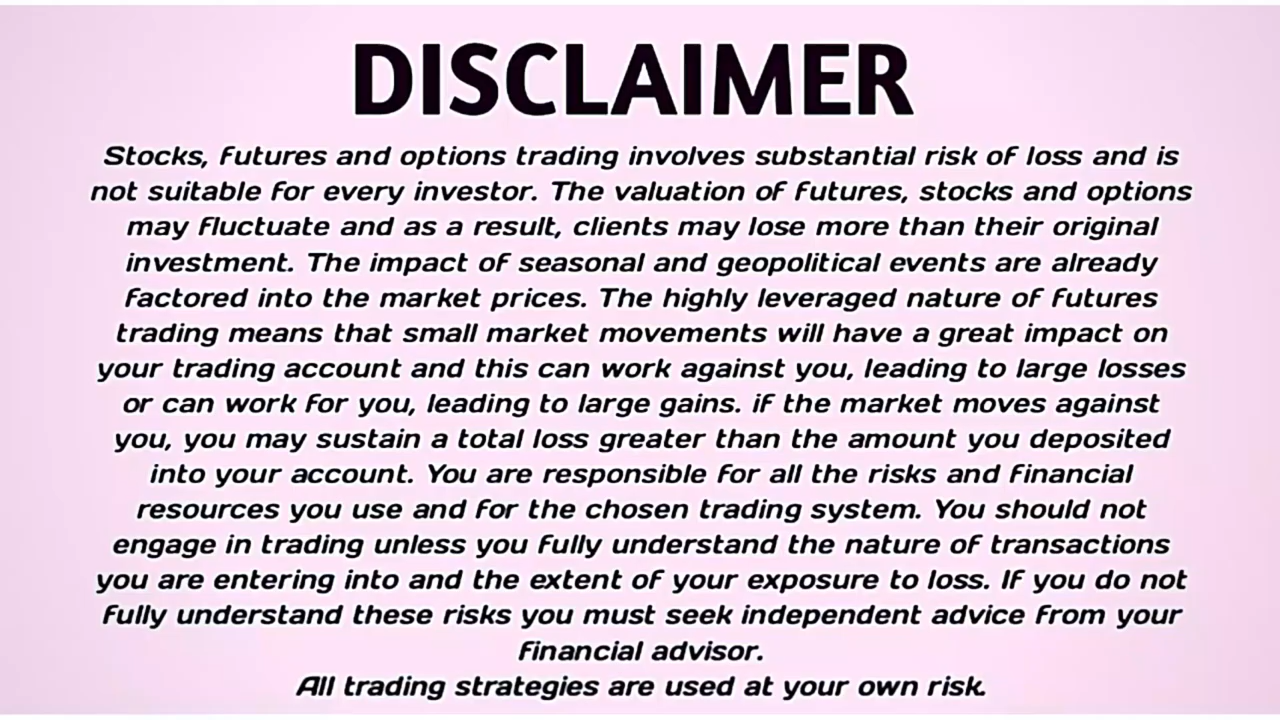 DISCLAIMER
Stocks, futures and options trading involves substantial risk of loss and is
not suitable for every investor. The valuation of futures, stocks and options
may fluctuate and as a result, clients may lose more than their original
investment. The impact of seasonal and geopolitical events are already
factored into the market prices. The highly leveraged nature of futures
trading means that small market movements will have a great impact on
your trading account and this can work against you, leading to large losses
or can work for you, leading to large gains. if the market moves against
you, you may sustain a total loss greater than the amount you deposited
into your account. You are responsible for all the risks and financial
resources you use and for the chosen trading system. You should not
engage in trading unless you fully understand the nature of transactions
you are entering into and the extent of your exposure to loss. If you do not
fully understand these risks you must seek independent advice from your
financial advisor.
All trading strategies are used at your own risk.